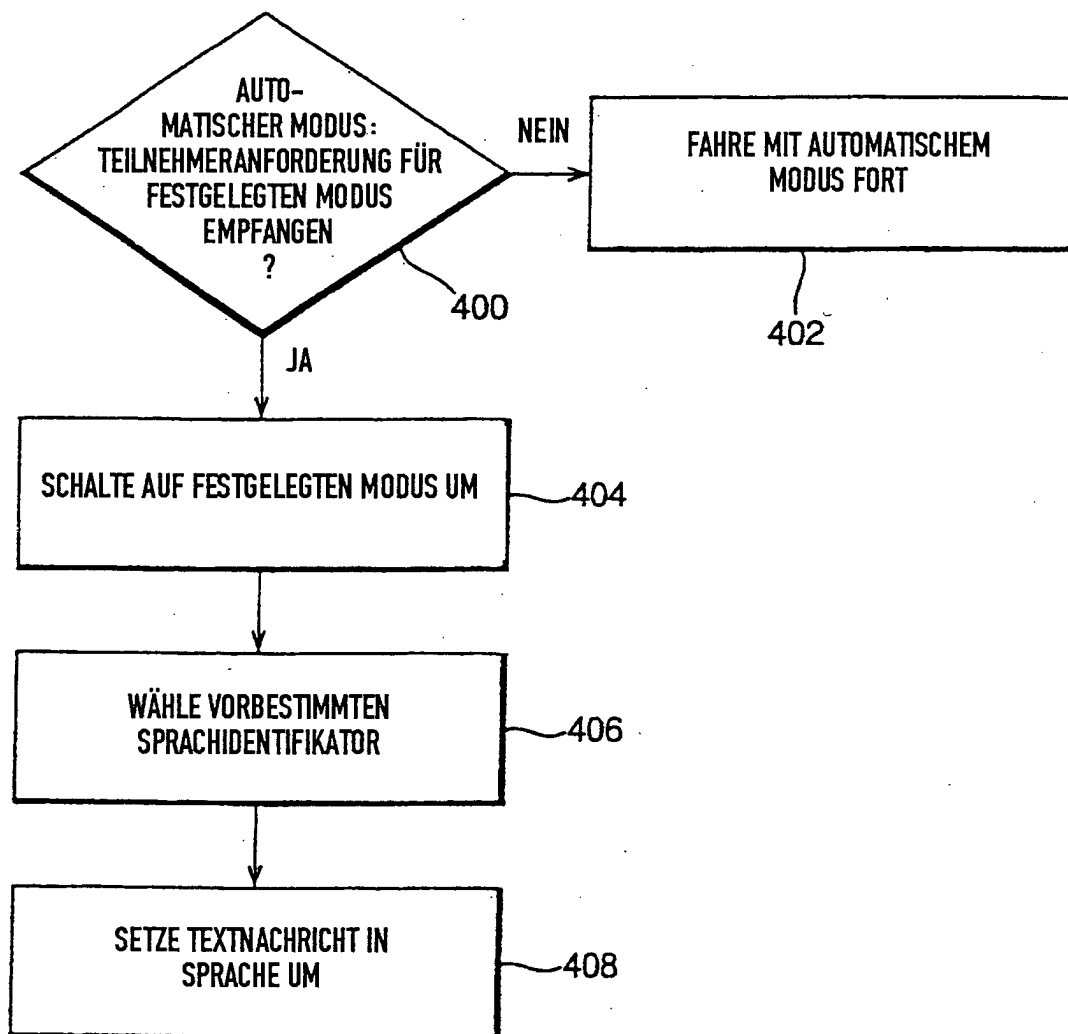 AUTO-
MATISCHER MODUS:
TEILNEHMERANFORDERUNG FÜR
FESTGELEGTEN MODUS
EMPFANGEN
?
400
NEIN
FAHRE MIT AUTOMATISCHEM
MODUS FORT
402
JA
SCHALTE AUF FESTGELEGTEN MODUS UM
404
WÄHLE VORBESTIMMTEN
SPRACHIDENTIFIKATOR
406
SETZE TEXTNACHRICHT IN
SPRACHE UM
408